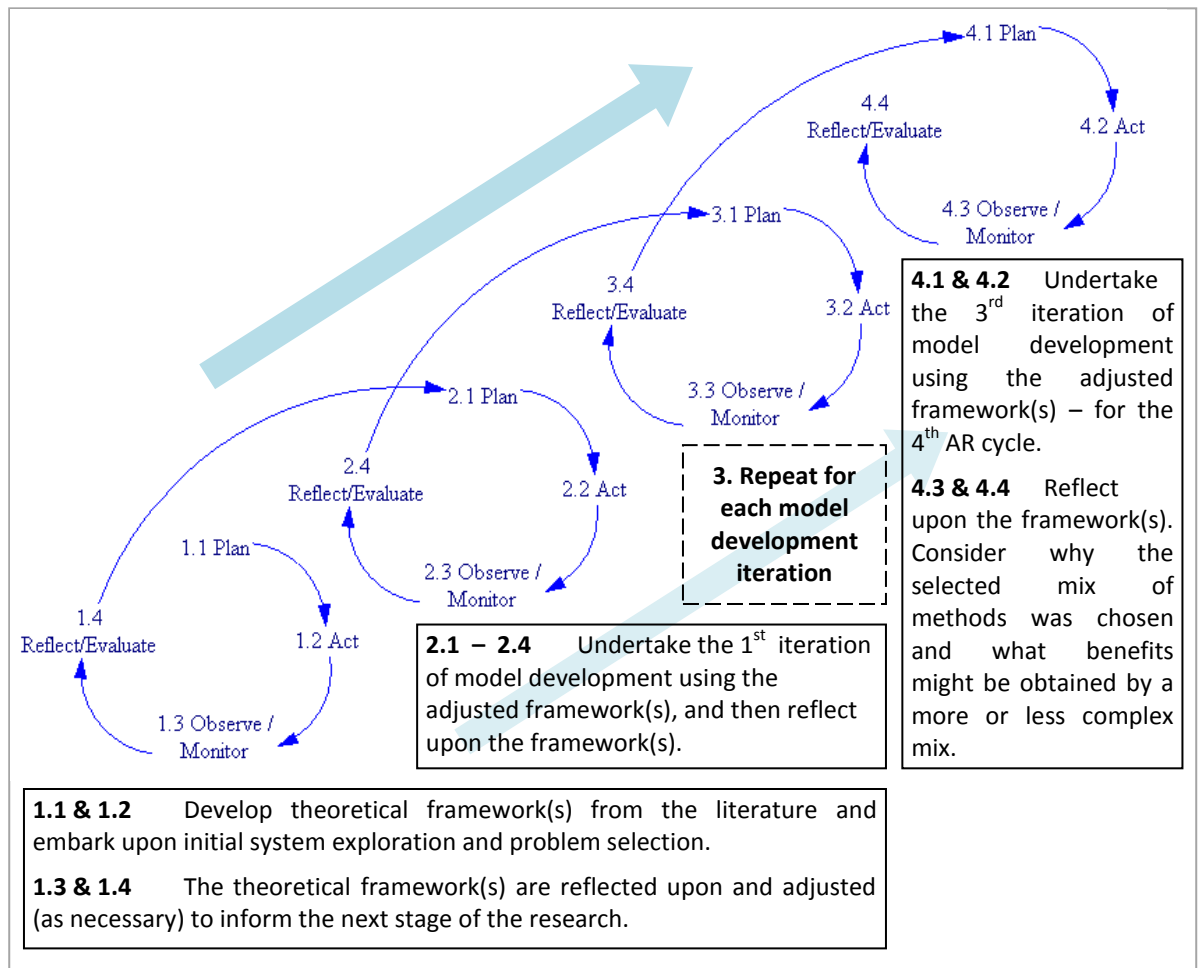 4.1 Plan
4.4
Reflect/Evaluate
4.2 Act
4.3 Observe /
Monitor
3.1 Plan
3.4
Reflect/Evaluate
3.2 Act
3.3 Observe /
Monitor
2.1 Plan
2.4
Reflect/Evaluate
2.2 Act
2.3 Observe /
Monitor
1.1 Plan
1.4
Reflect/Evaluate
1.2 Act
1.3 Observe /
Monitor
4.1 & 4.2 Undertake
the 3rd iteration of
model development
using the adjusted
framework(s) – for the
4th AR cycle.
4.3 & 4.4 Reflect
upon the framework(s).
Consider why the
selected mix of
methods was chosen
and what benefits
might be obtained by a
more or less complex
mix.
3. Repeat for
each model
development
iteration
2.1 – 2.4 Undertake the 1st iteration
of model development using the
adjusted framework(s), and then reflect
upon the framework(s).
1.1 & 1.2 Develop theoretical framework(s) from the literature and
embark upon initial system exploration and problem selection.
1.3 & 1.4 The theoretical framework(s) are reflected upon and adjusted
(as necessary) to inform the next stage of the research.